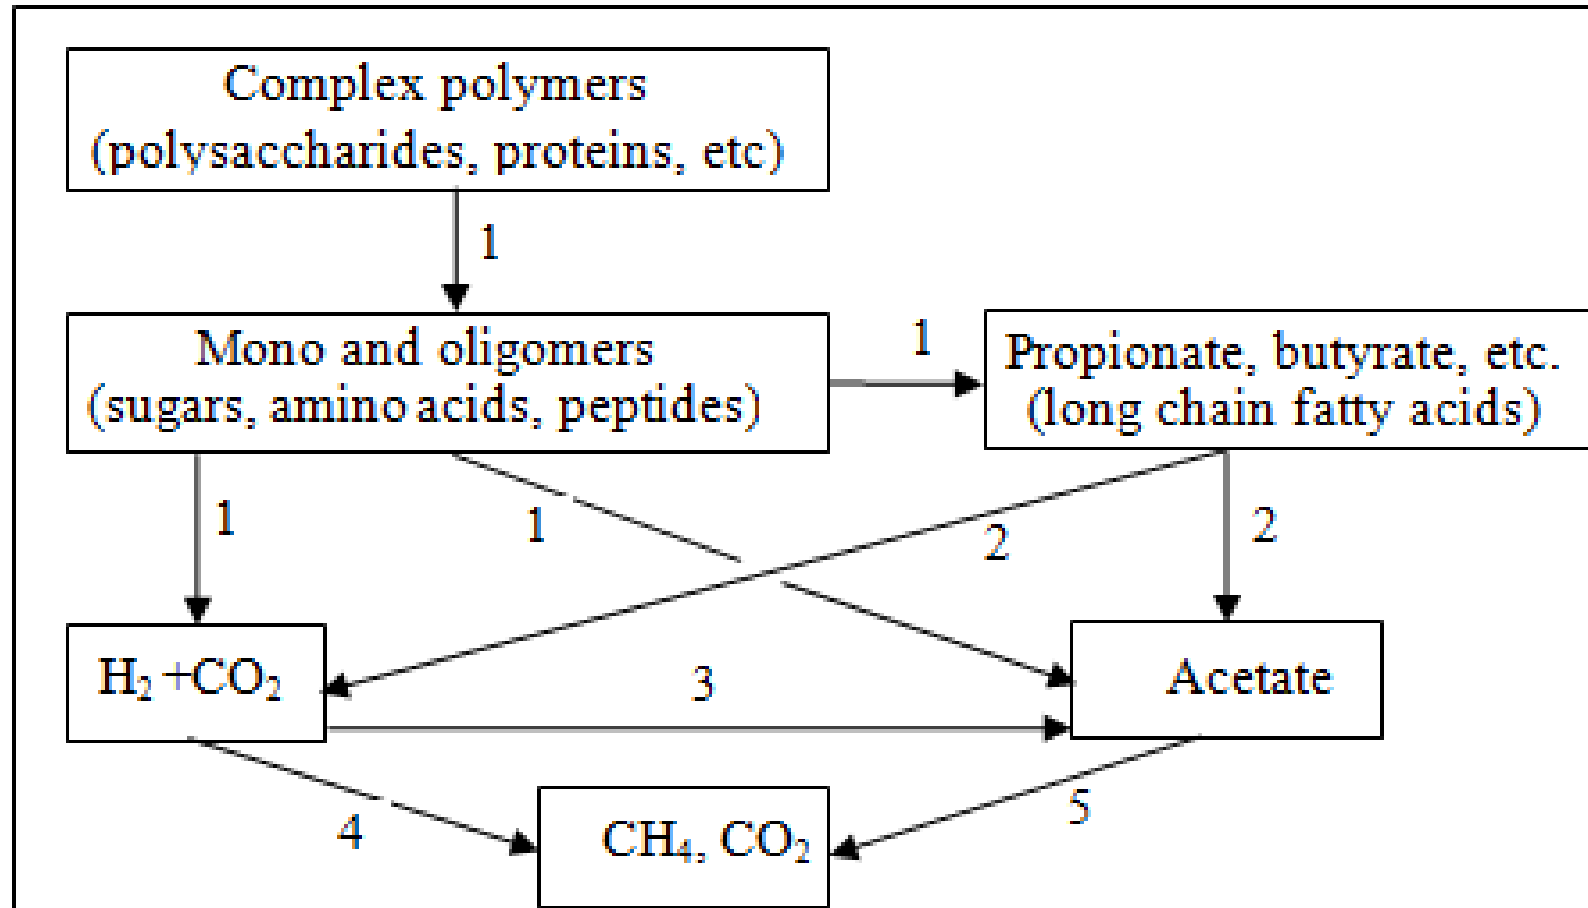 Complex polymers
(polysaccharides, proteins, etc)
1
Mono and oligomers
(sugars, amino acids, peptides)
1
Propionate, butyrate, etc.
(long chain fatty acids)
1
1
2
2
H₂ +CO₂
3
Acetate
4
CH₄, CO₂
5